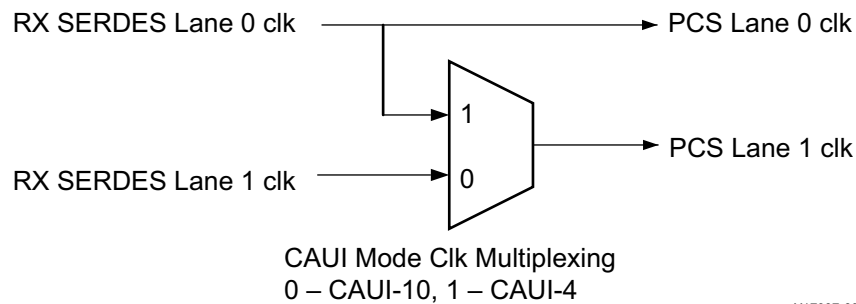 RX SERDES Lane 0 clk
PCS Lane 0 clk
1
PCS Lane 1 clk
RX SERDES Lane 1 clk
0
CAUI Mode Clk Multiplexing
0 – CAUI-10, 1 – CAUI-4